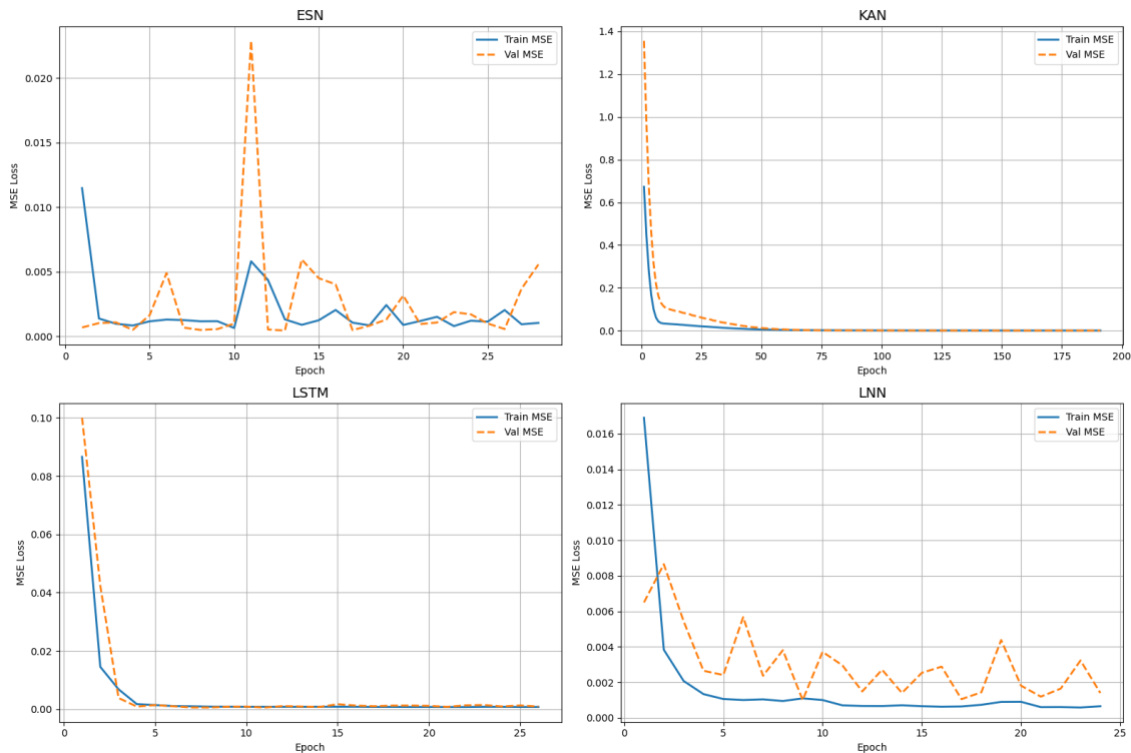 ESN
Train MSE
Val MSE
MSE Loss
0.020
0.015
0.010
0.005
0.000
0 5 10 15 20 25
Epoch
KAN
Train MSE
Val MSE
MSE Loss
1.4
1.2
1.0
0.8
0.6
0.4
0.2
0.0
0 25 50 75 100 125 150 175 200
Epoch
LSTM
Train MSE
Val MSE
MSE Loss
0.10
0.08
0.06
0.04
0.02
0.00
0 5 10 15 20 25
Epoch
LNN
Train MSE
Val MSE
MSE Loss
0.016
0.014
0.012
0.010
0.008
0.006
0.004
0.002
0.000
0 5 10 15 20 25
Epoch